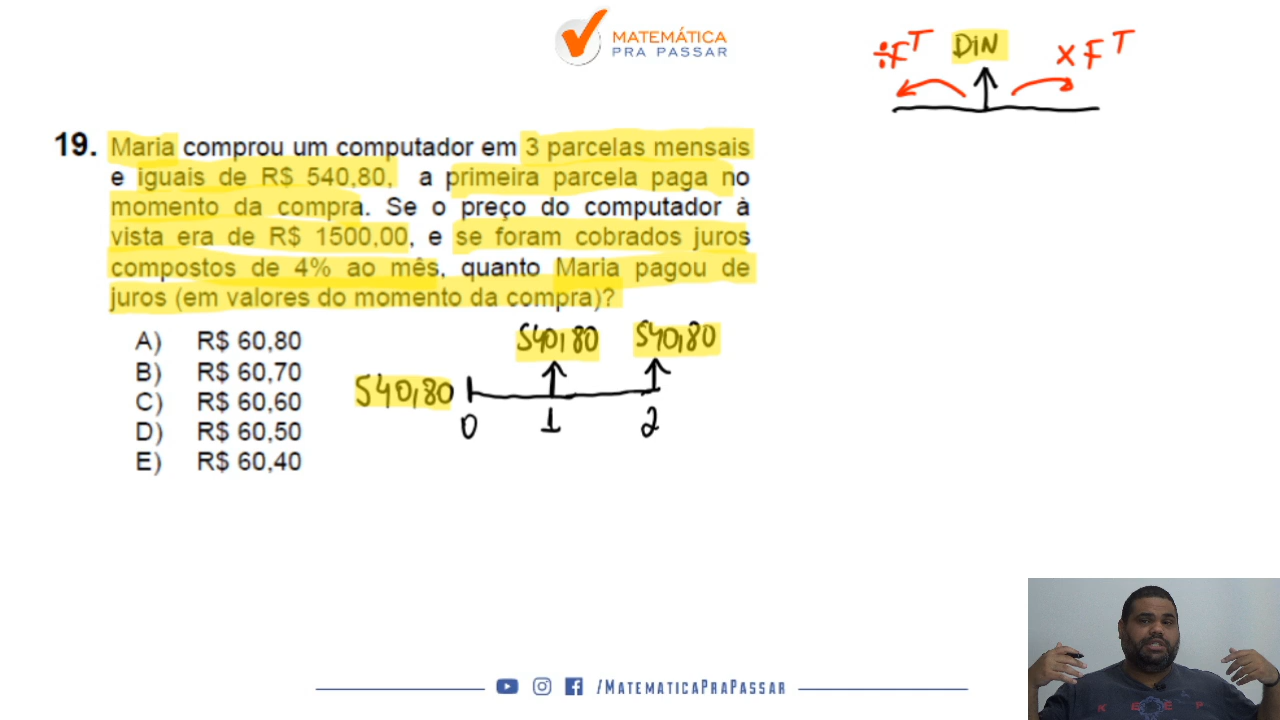 MATEMÁTICA
PRA PASSAR
÷F^T DiN xF^T
19. Maria comprou um computador em 3 parcelas mensais
e iguais de R$ 540,80, a primeira parcela paga no
momento da compra. Se o preço do computador à
vista era de R$ 1500,00, e se foram cobrados juros
compostos de 4% ao mês, quanto Maria pagou de
juros (em valores do momento da compra)?
A) R$ 60,80
B) R$ 60,70
C) R$ 60,60
D) R$ 60,50
E) R$ 60,40
540,80 540,80
540,80
0 1 2
/MATEMATICAPRAPASSAR